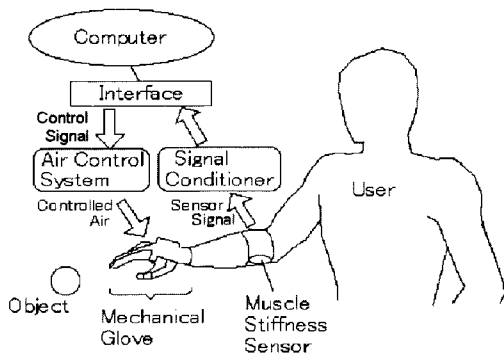 Computer
Interface
Control
Signal
Air Control
System
Signal
Conditioner
Controlled
Air
Sensor
Signal
User
Object
Mechanical
Glove
Muscle
Stiffness
Sensor